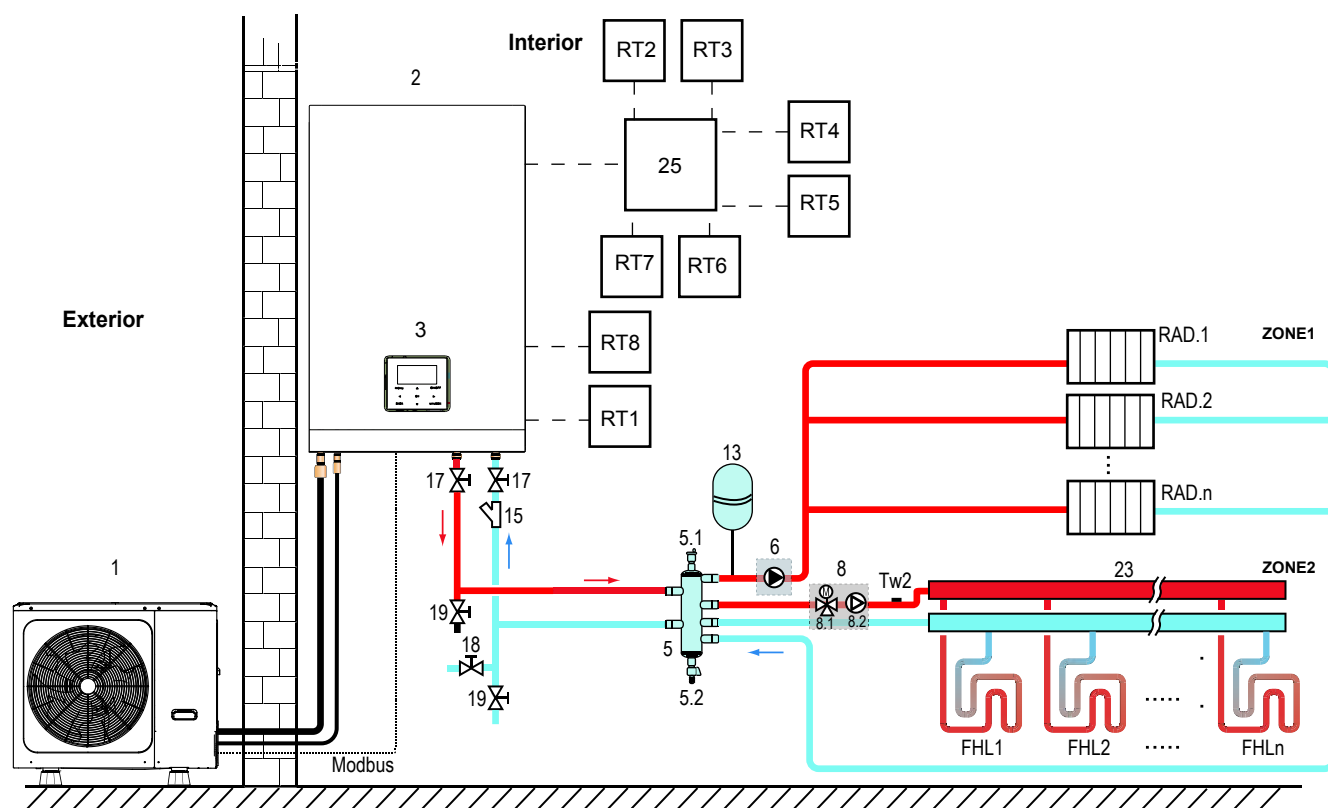 Interior
RT2
RT3
2
RT4
25
RT5
RT7
RT6
Exterior
3
RT8
RT1
RAD.1
ZONE1
RAD.2
RAD.n
13
17
17
15
5.1
6
8
Tw2
23
ZONE2
M
8.1
8.2
1
19
18
5
19
5.2
FHL1
FHL2
FHLn
Modbus